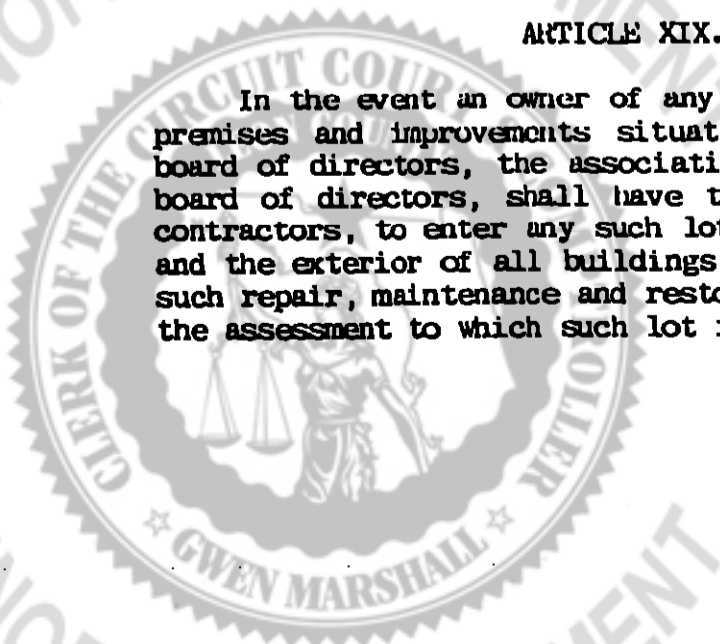 ARTICLE XIX.
In the event an owner of any
premises and improvements situat
board of directors, the associati
board of directors, shall have t
contractors, to enter any such lot
and the exterior of all buildings
such repair, maintenance and resto
the assessment to which such lot
CLERK OF THE CIRCUIT COURT
GWEN MARSHALL